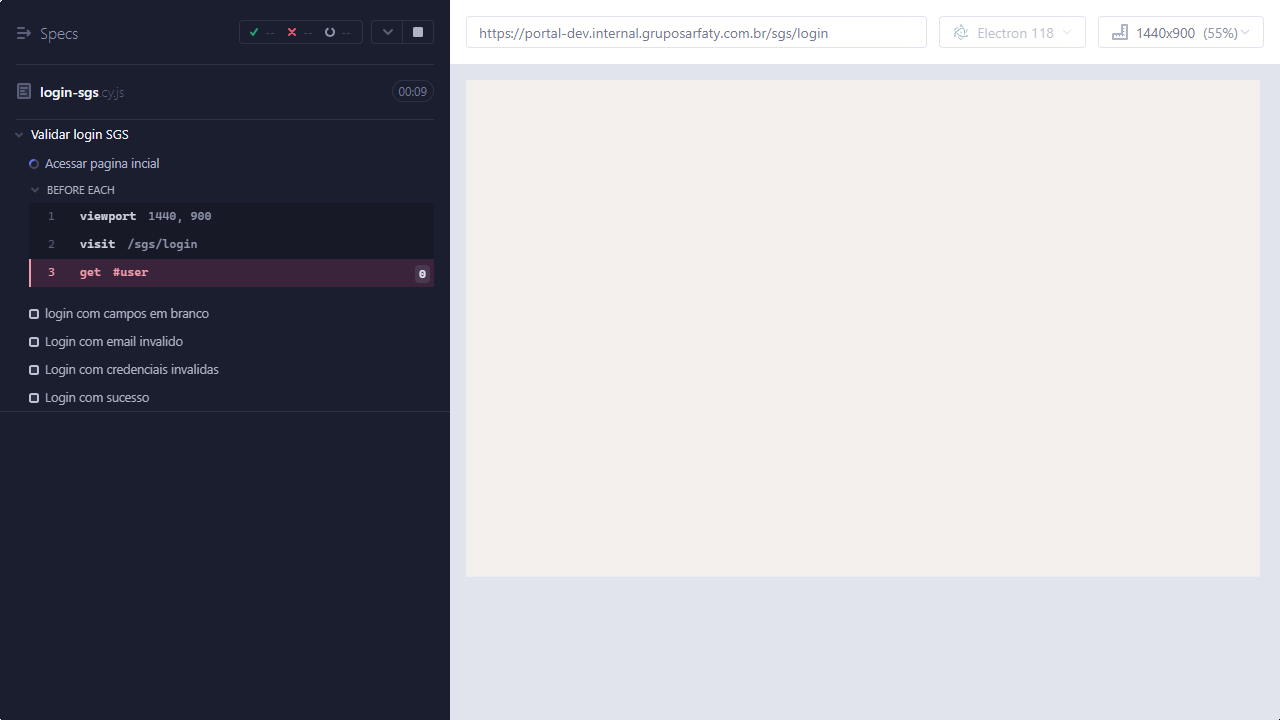 Specs
-- -- --
login-sgs.cy.js
00:09
Validar login SGS
Acessar pagina incial
BEFORE EACH
1 viewport 1440, 900
2 visit /sgs/login
3 get #user 0
login com campos em branco
Login com email invalido
Login com credenciais invalidas
Login com sucesso
https://portal-dev.internal.gruposarfaty.com.br/sgs/login
Electron 118
1440x900 (55%)